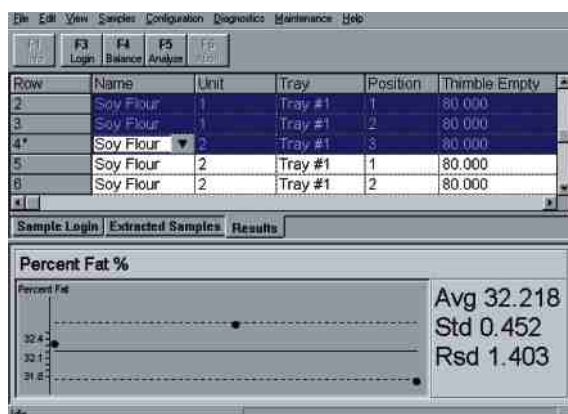 File Edit View Samples Configuration Diagnostics Maintenance Help
F3 F4 F5
Login Balance Analyze
Row Name Unit Tray Position Thimble Empty
2 Soy Flour 1 Tray #1 1 80.000
3 Soy Flour 1 Tray #1 2 80.000
4* Soy Flour 2 Tray #1 3 80.000
5 Soy Flour 2 Tray #1 1 80.000
6 Soy Flour 2 Tray #1 2 80.000
Sample Login Extracted Samples Results
Percent Fat %
Percent Fat
32.4
32.1
31.8
Avg 32.218
Std 0.452
Rsd 1.403